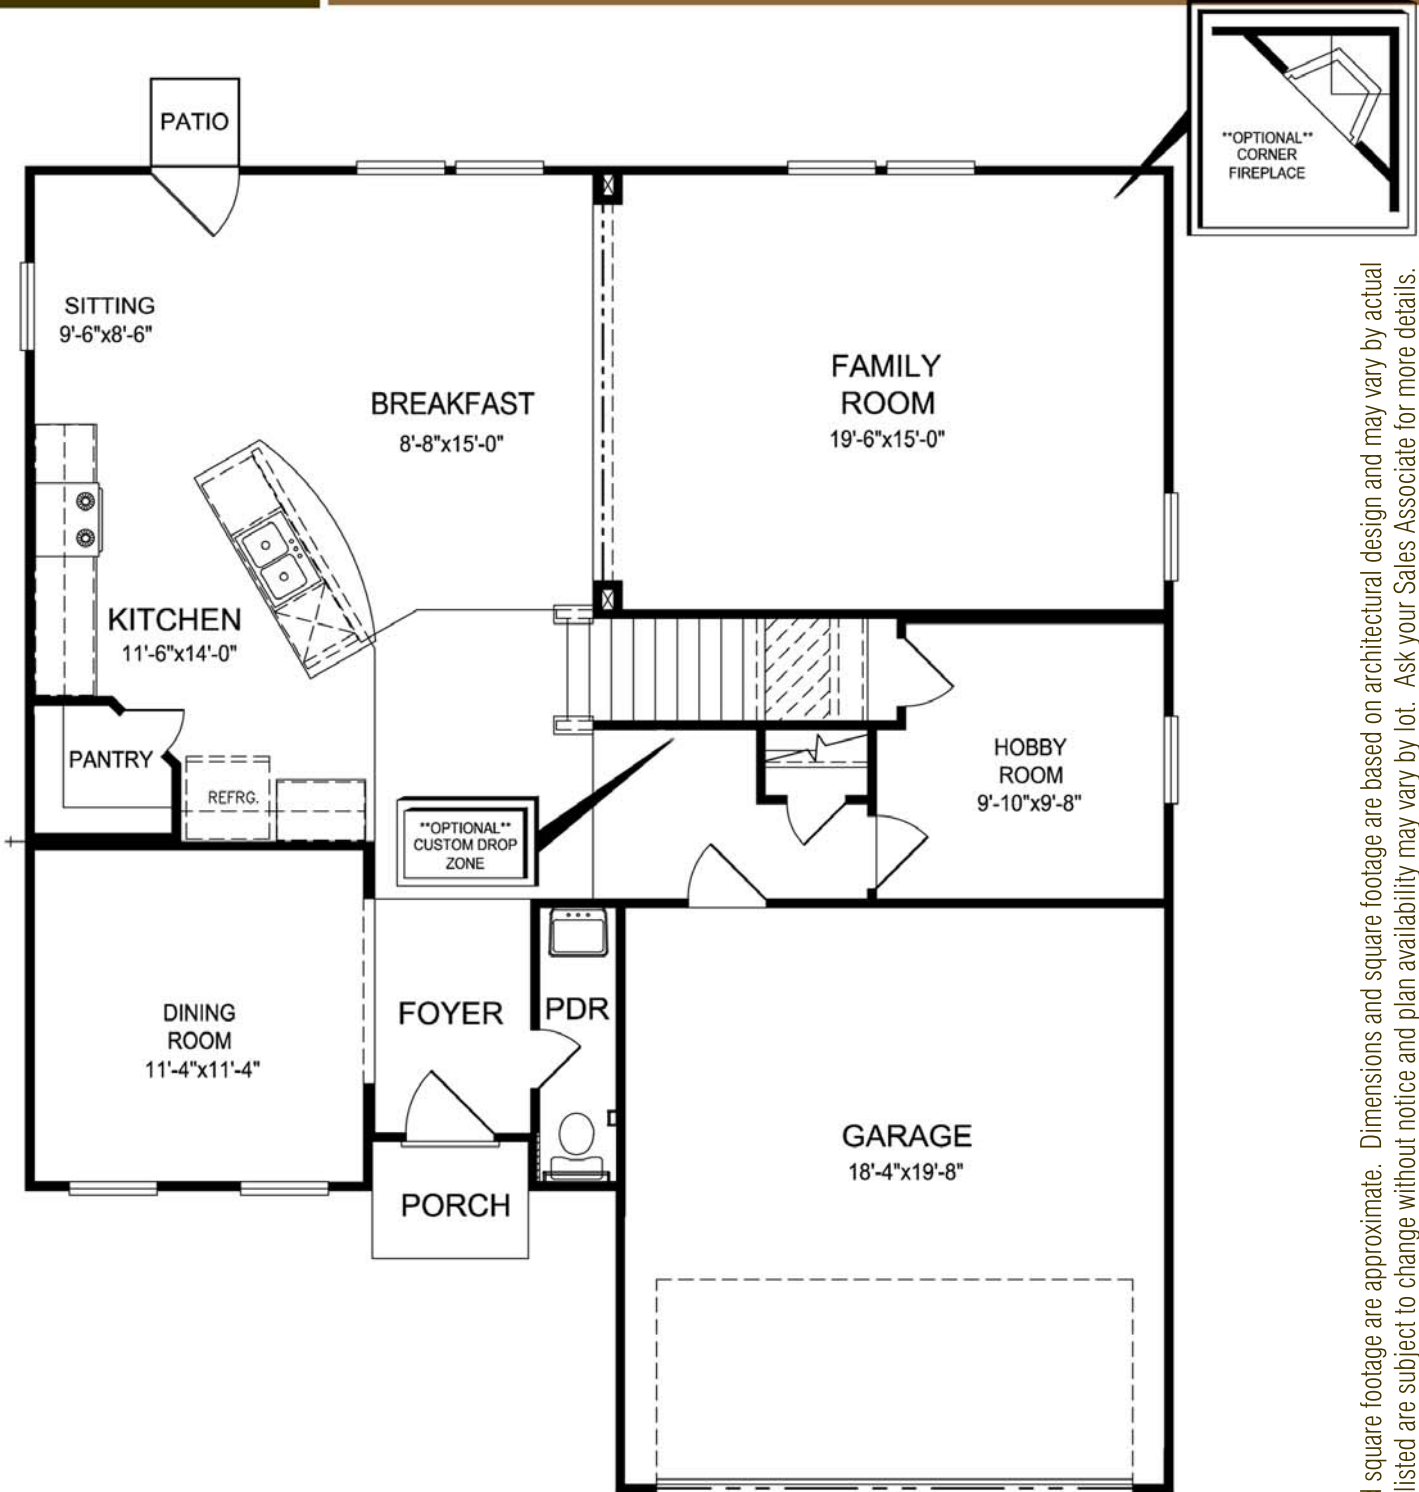 PATIO
**OPTIONAL**
CORNER
FIREPLACE
SITTING
9'-6"x8'-6"
BREAKFAST
8'-8"x15'-0"
FAMILY
ROOM
19'-6"x15'-0"
KITCHEN
11'-6"x14'-0"
PANTRY
REFRG.
**OPTIONAL**
CUSTOM DROP
ZONE
HOBBY
ROOM
9'-10"x9'-8"
DINING
ROOM
11'-4"x11'-4"
FOYER
PDR
PORCH
GARAGE
18'-4"x19'-8"
square footage are approximate. Dimensions and square footage are based on architectural design and may vary by actual
listed are subject to change without notice and plan availability may vary by lot. Ask your Sales Associate for more details.